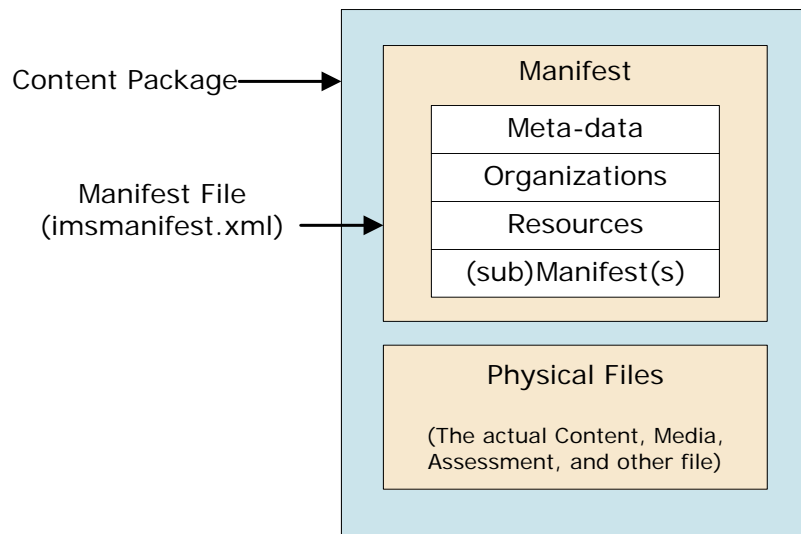 Content Package
Manifest File
(imsmanifest.xml)
Manifest
Meta-data
Organizations
Resources
(sub)Manifest(s)
Physical Files
(The actual Content, Media,
Assessment, and other file)